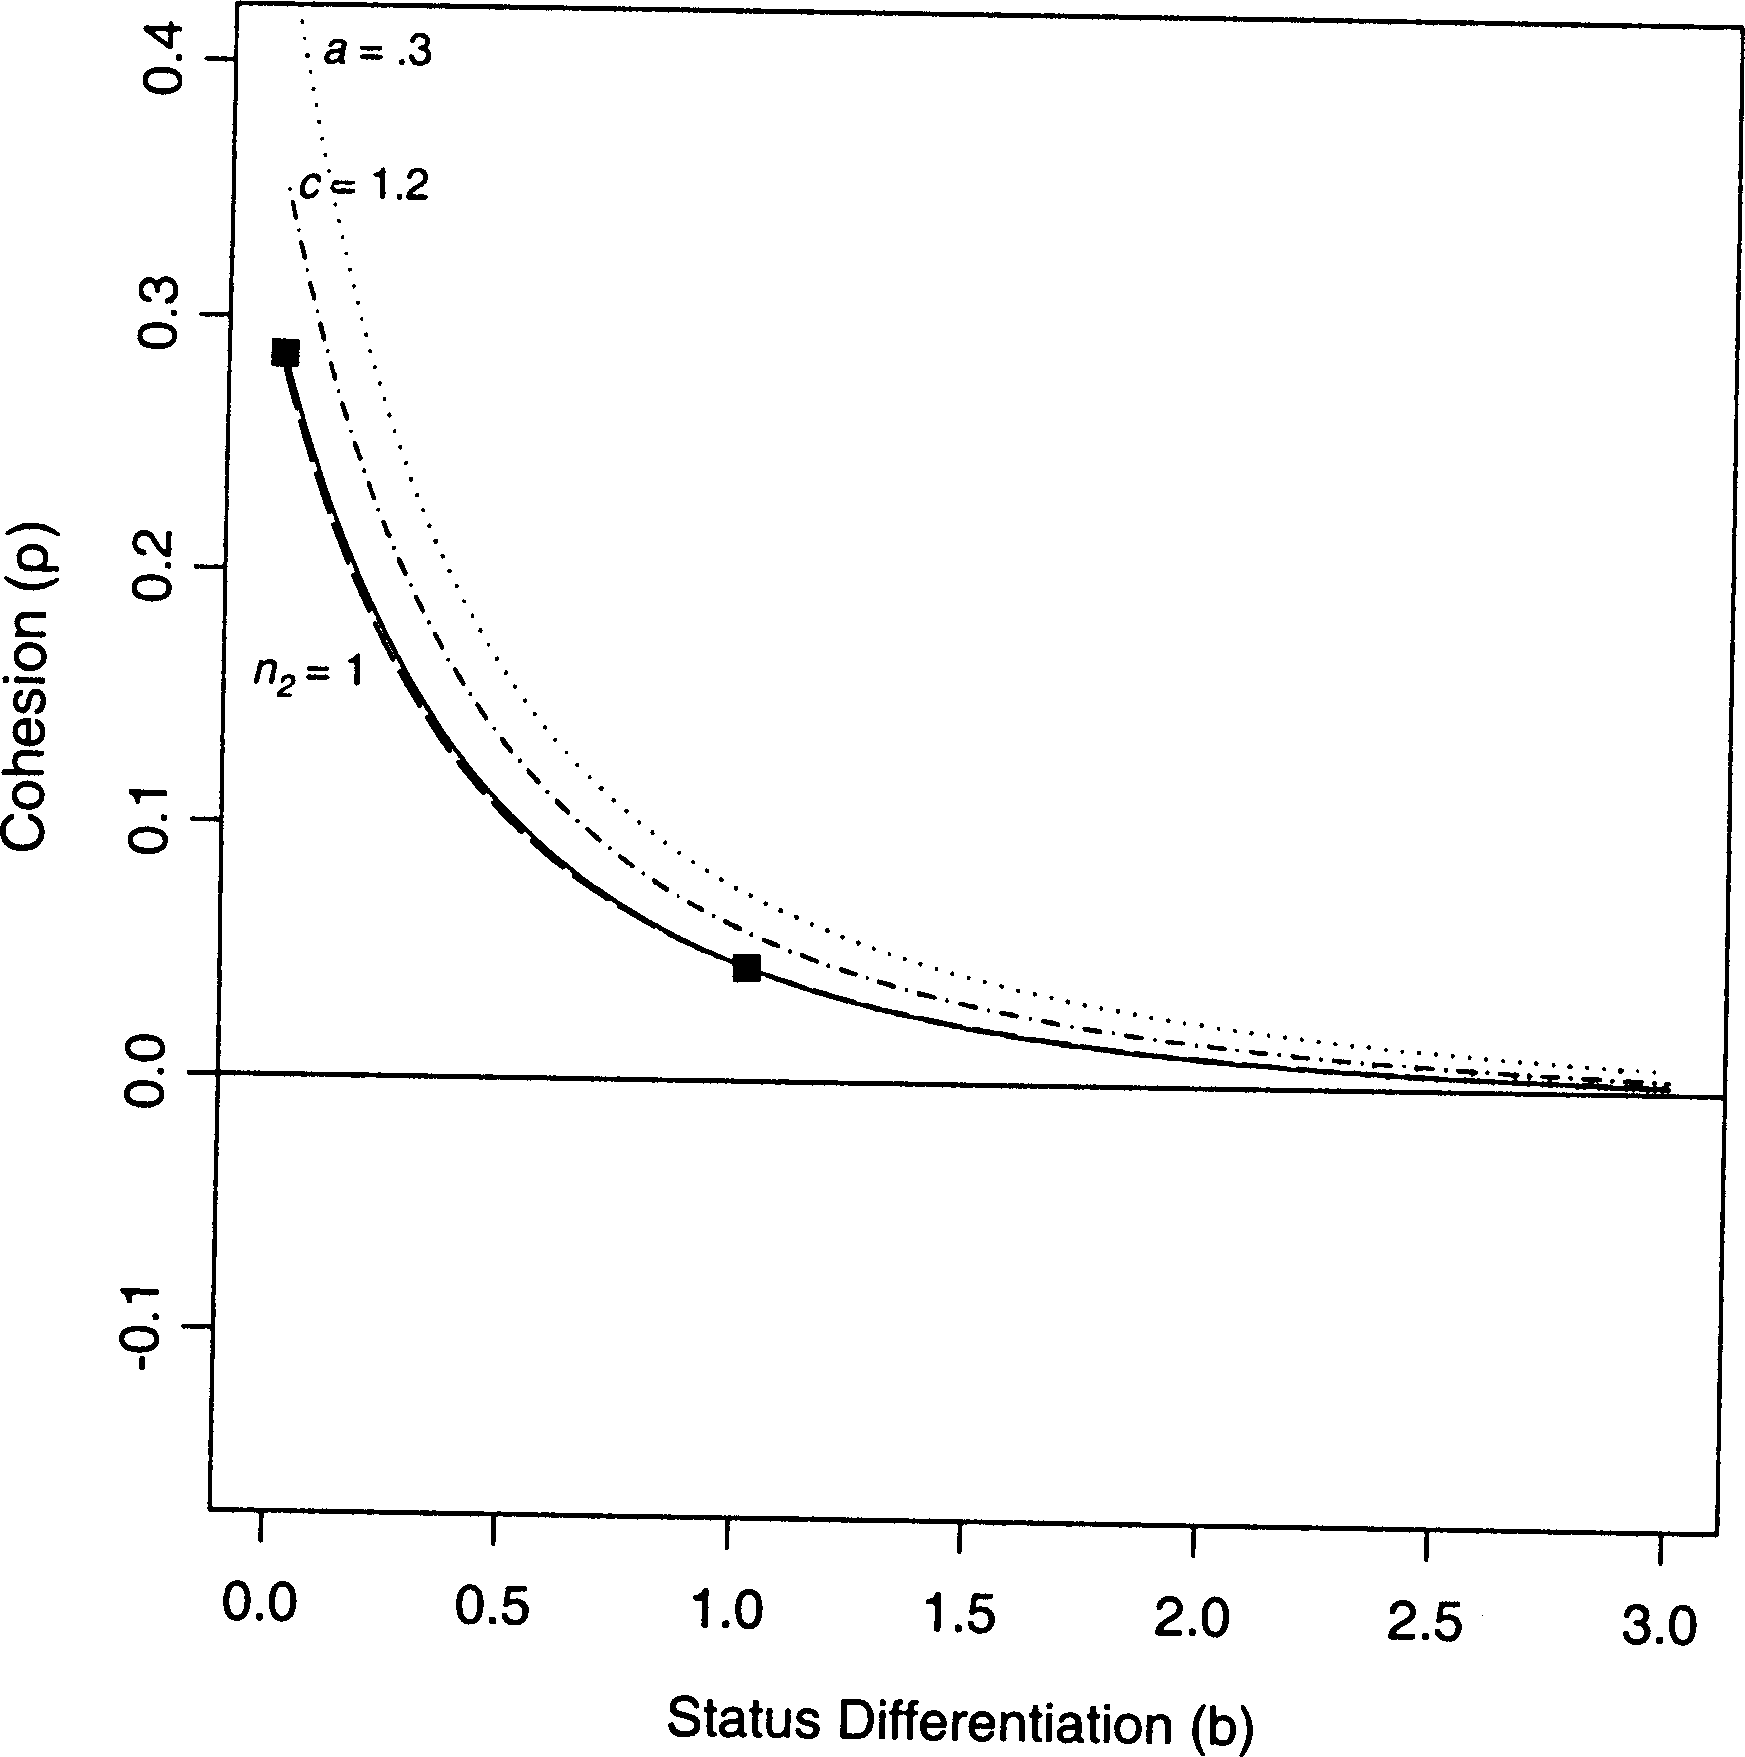 0.4
a = .3
c = 1.2
0.3
0.2
Cohesion (ρ)
n₂ = 1
0.1
0.0
-0.1
0.0 0.5 1.0 1.5 2.0 2.5 3.0
Status Differentiation (b)